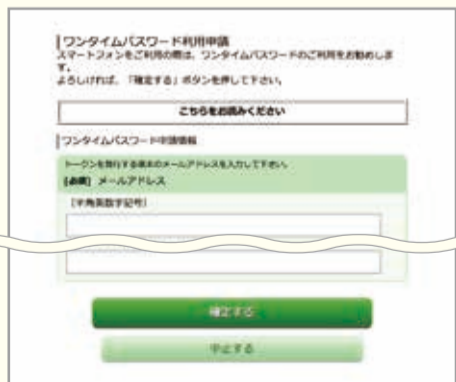 ワンタイムパスワード利用申請
スマートフォンをご利用の際は、ワンタイムパスワードのご利用をお勧めしま
す。
よろしければ、「確定する」ボタンを押して下さい。
こちらをお読みください
ワンタイムパスワード申請情報
トークンを発行する端末のメールアドレスを入力して下さい。
【必須】メールアドレス
［半角英数字記号］
確定する
中止する